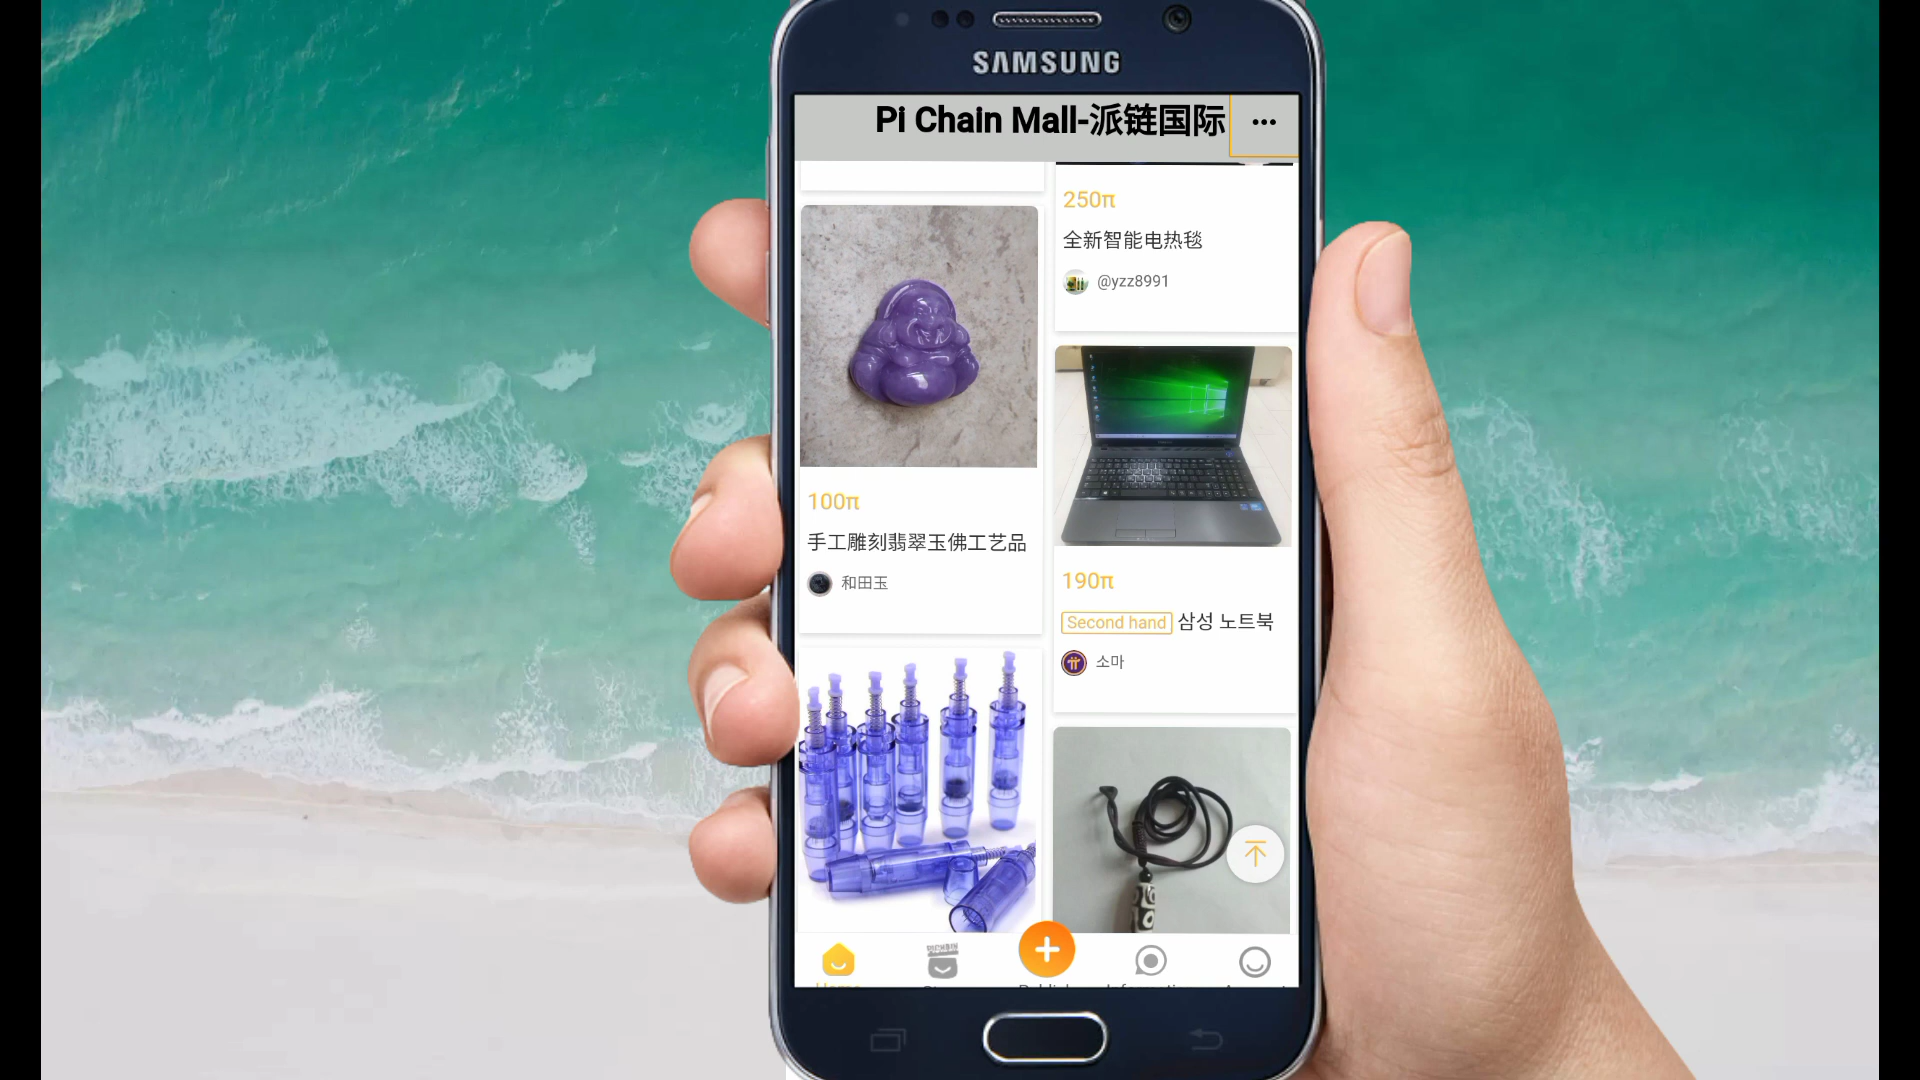 SAMSUNG
Pi Chain Mall-派链国际
250π
全新智能电热毯
@yzz8991
100π
手工雕刻翡翠玉佛工艺品
和田玉
190π
Second hand 삼성 노트북
소마